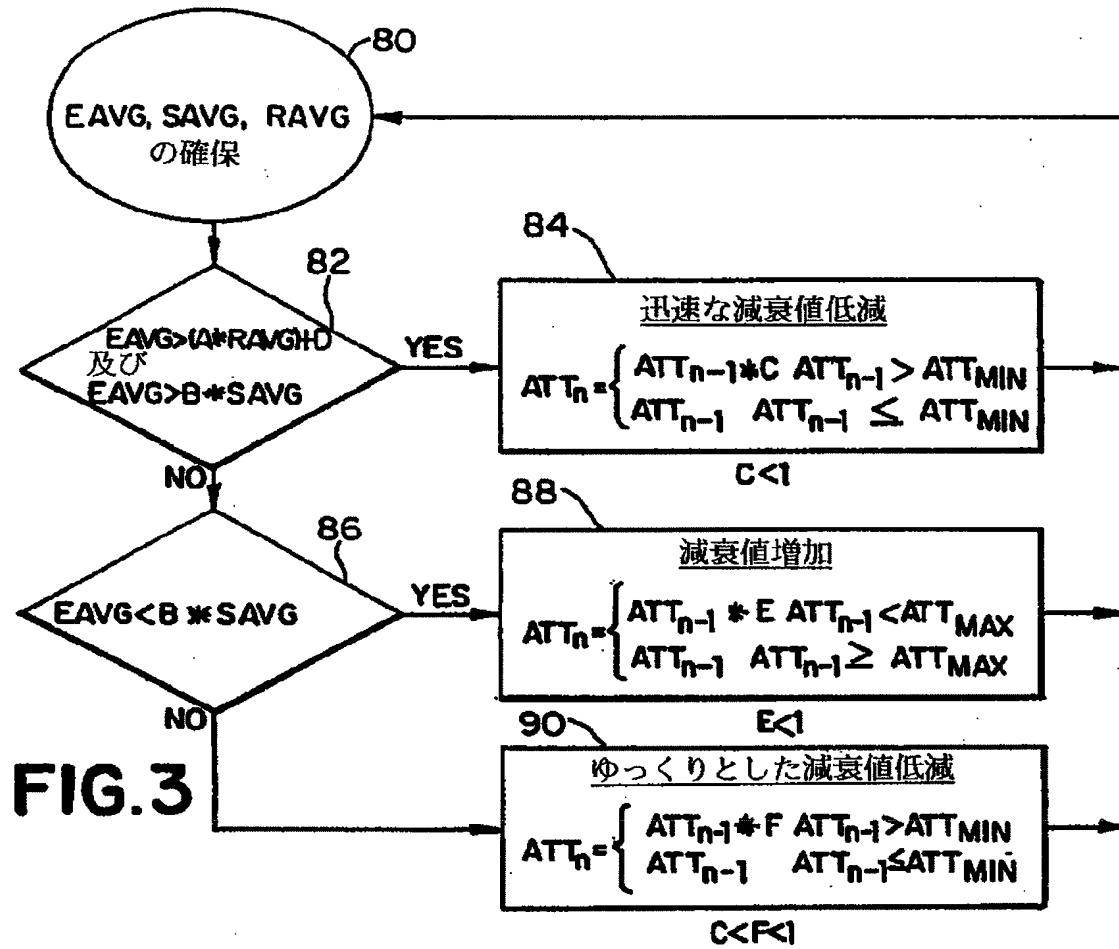 80
EAVG, SAVG, RAVG
の確保
82
EAVG>(A*RAVG)+D
及び
EAVG>B*SAVG
YES
NO
84
迅速な減衰値低減
ATTn={ ATTn-1*C ATTn-1>ATTMIN
ATTn-1 ATTn-1 ≤ ATTMIN
C<1
86
EAVG<B*SAVG
YES
NO
88
減衰値増加
ATTn={ ATTn-1*E ATTn-1<ATTMAX
ATTn-1 ATTn-1≥ ATTMAX
E<1
90
ゆっくりとした減衰値低減
ATTn={ ATTn-1*F ATTn-1>ATTMIN
ATTn-1 ATTn-1≤ATTMIN
C<F<1
FIG.3